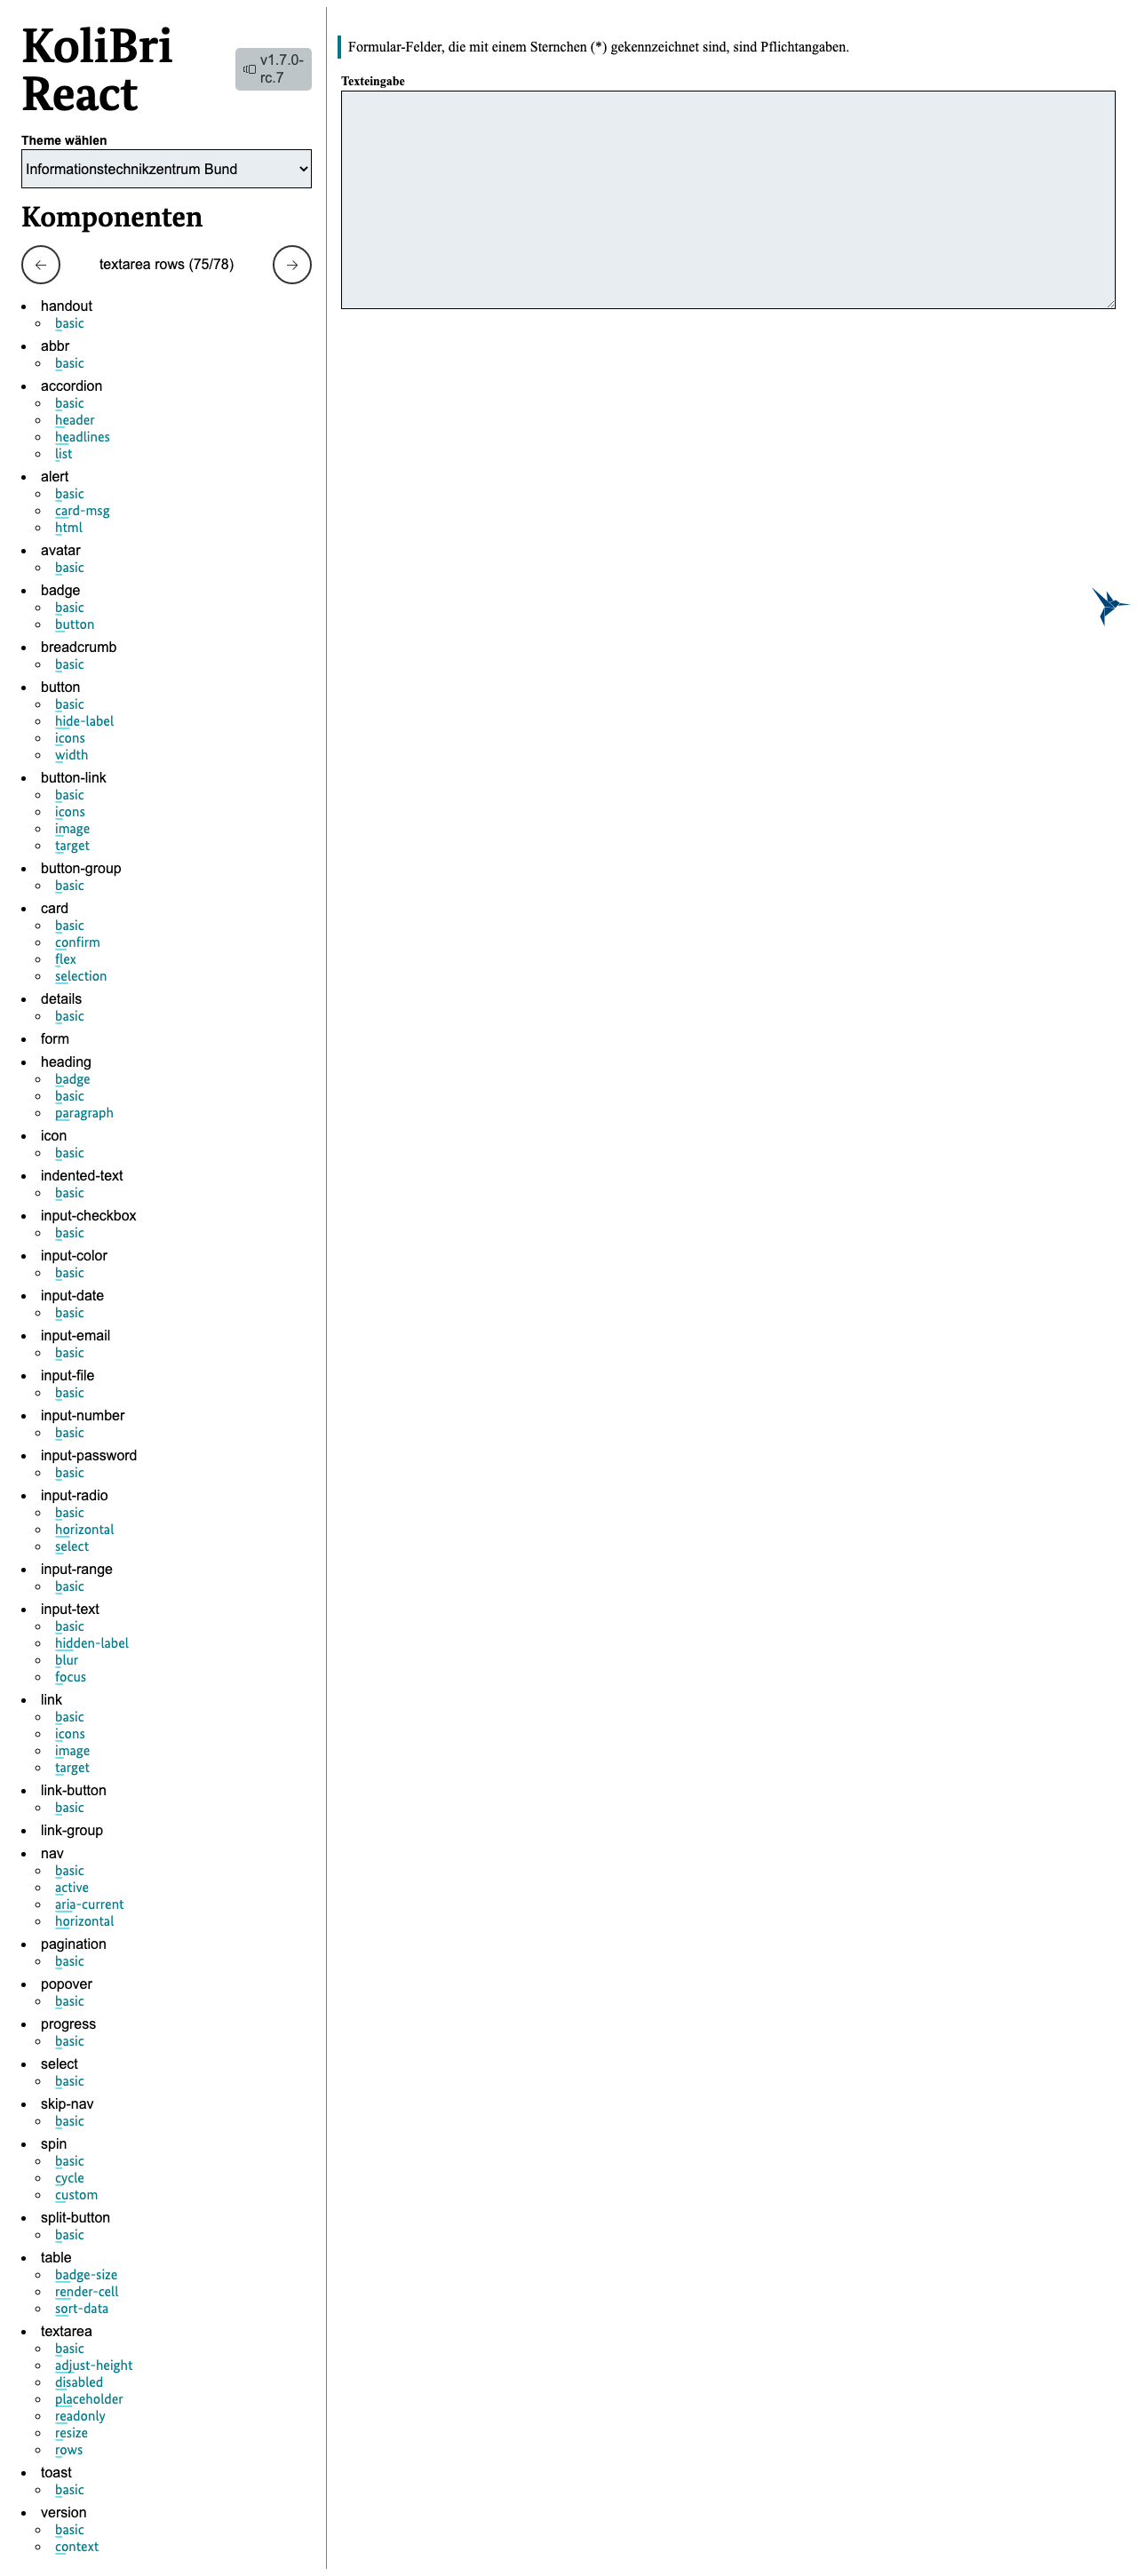 KoliBri
React
v1.7.0-
rc.7
Theme wählen
Informationstechnikzentrum Bund
Komponenten
textarea rows (75/78)
handout
basic
abbr
basic
accordion
basic
header
headlines
list
alert
basic
card-msg
html
avatar
basic
badge
basic
button
breadcrumb
basic
button
basic
hide-label
icons
width
button-link
basic
icons
image
target
button-group
basic
card
basic
confirm
flex
selection
details
basic
form
heading
badge
basic
paragraph
icon
basic
indented-text
basic
input-checkbox
basic
input-color
basic
input-date
basic
input-email
basic
input-file
basic
input-number
basic
input-password
basic
input-radio
basic
horizontal
select
input-range
basic
input-text
basic
hidden-label
blur
focus
link
basic
icons
image
target
link-button
basic
link-group
nav
basic
active
aria-current
horizontal
pagination
basic
popover
basic
progress
basic
select
basic
skip-nav
basic
spin
basic
cycle
custom
split-button
basic
table
badge-size
render-cell
sort-data
textarea
basic
adjust-height
disabled
placeholder
readonly
resize
rows
toast
basic
version
basic
context
Formular-Felder, die mit einem Sternchen (*) gekennzeichnet sind, sind Pflichtangaben.
Texteingabe